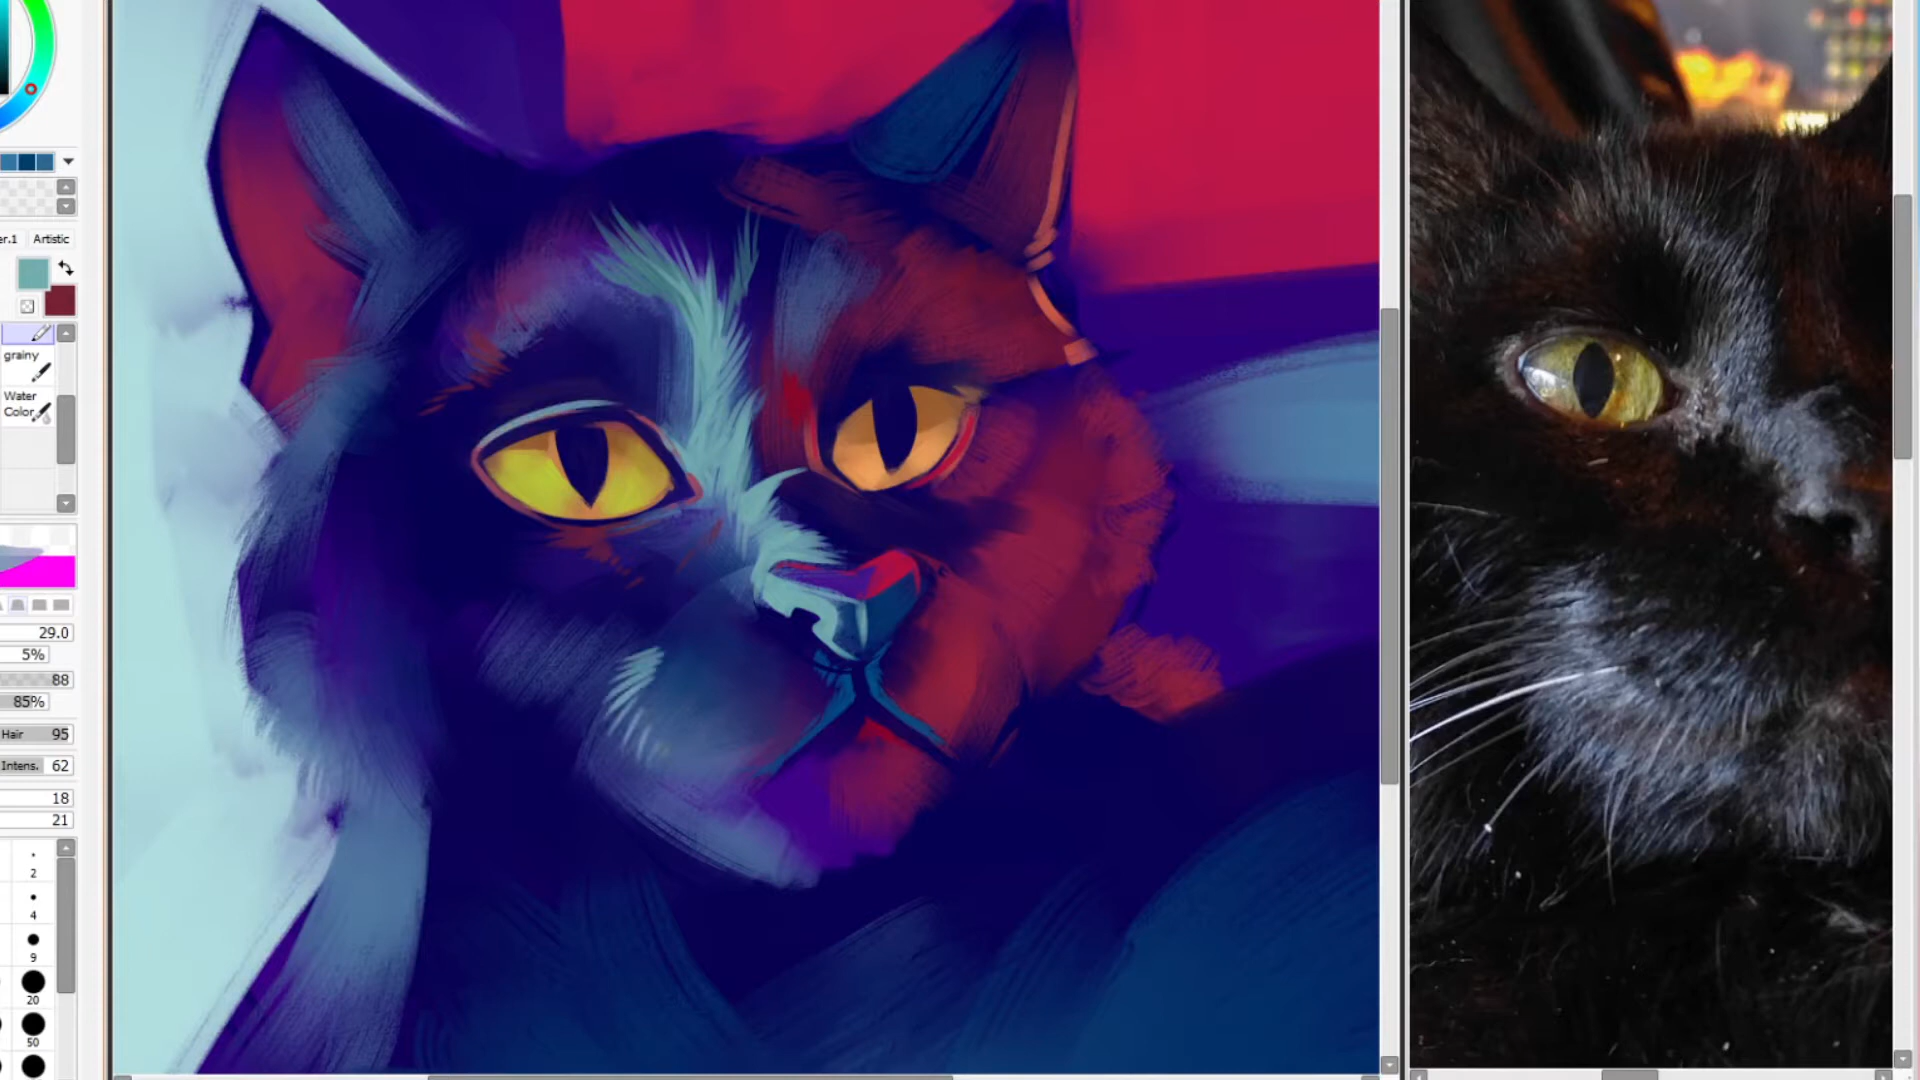 er.1 Artistic
grainy
Water
Color
29.0
5%
88
85%
Hair 95
Intens. 62
18
21
2
4
9
20
50